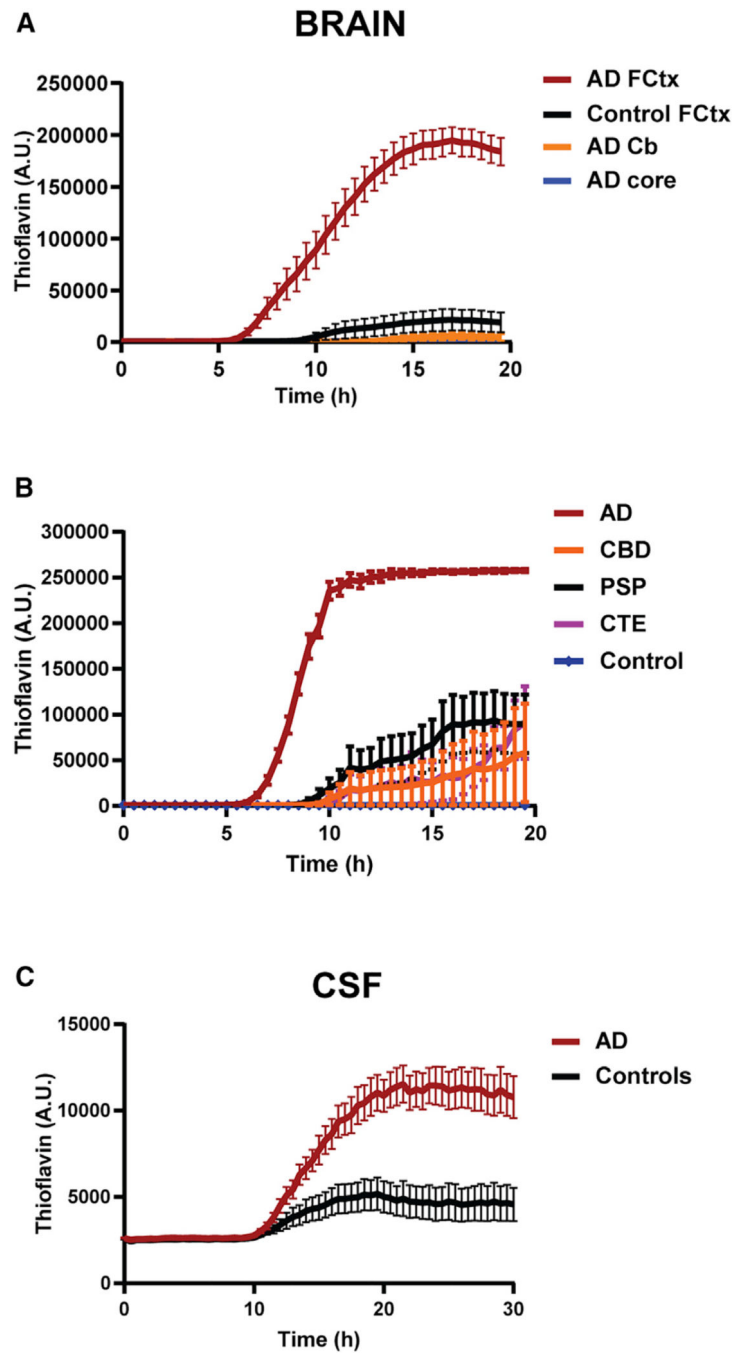 A
BRAIN
Thioflavin (A.U.)
250000
200000
150000
100000
50000
0
0 5 10 15 20
Time (h)
AD FCtx
Control FCtx
AD Cb
AD core
B
Thioflavin (A.U.)
300000
250000
200000
150000
100000
50000
0
0 5 10 15 20
Time (h)
AD
CBD
PSP
CTE
Control
C
CSF
Thioflavin (A.U.)
15000
10000
5000
0
0 10 20 30
Time (h)
AD
Controls